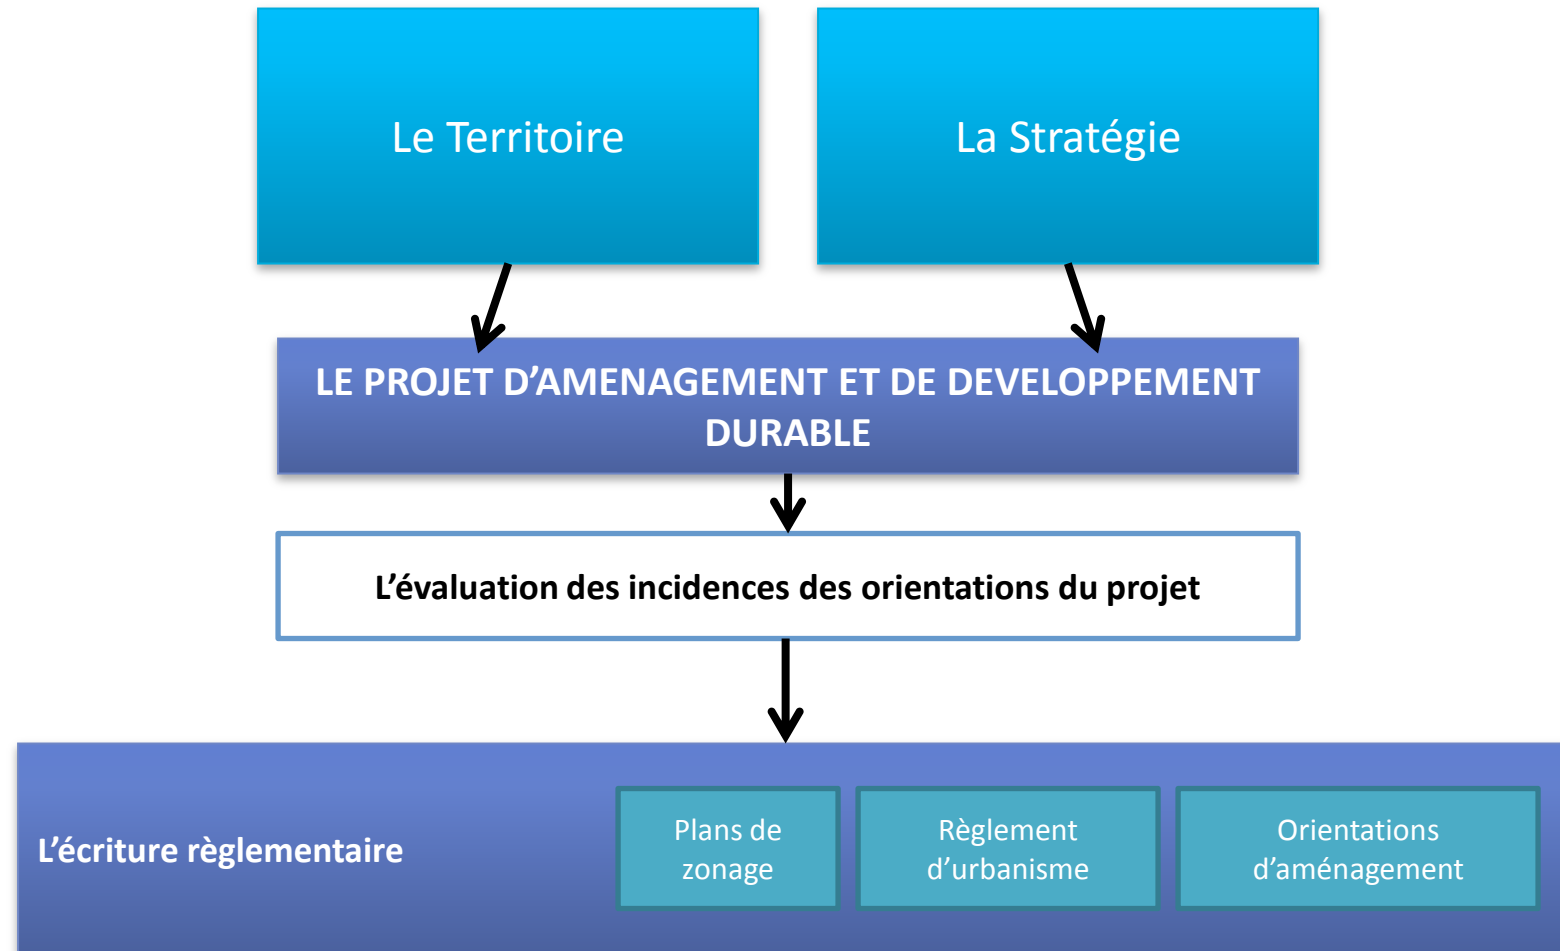 Le Territoire
La Stratégie
LE PROJET D’AMENAGEMENT ET DE DEVELOPPEMENT
DURABLE
L’évaluation des incidences des orientations du projet
L’écriture règlementaire
Plans de
zonage
Règlement
d’urbanisme
Orientations
d’aménagement